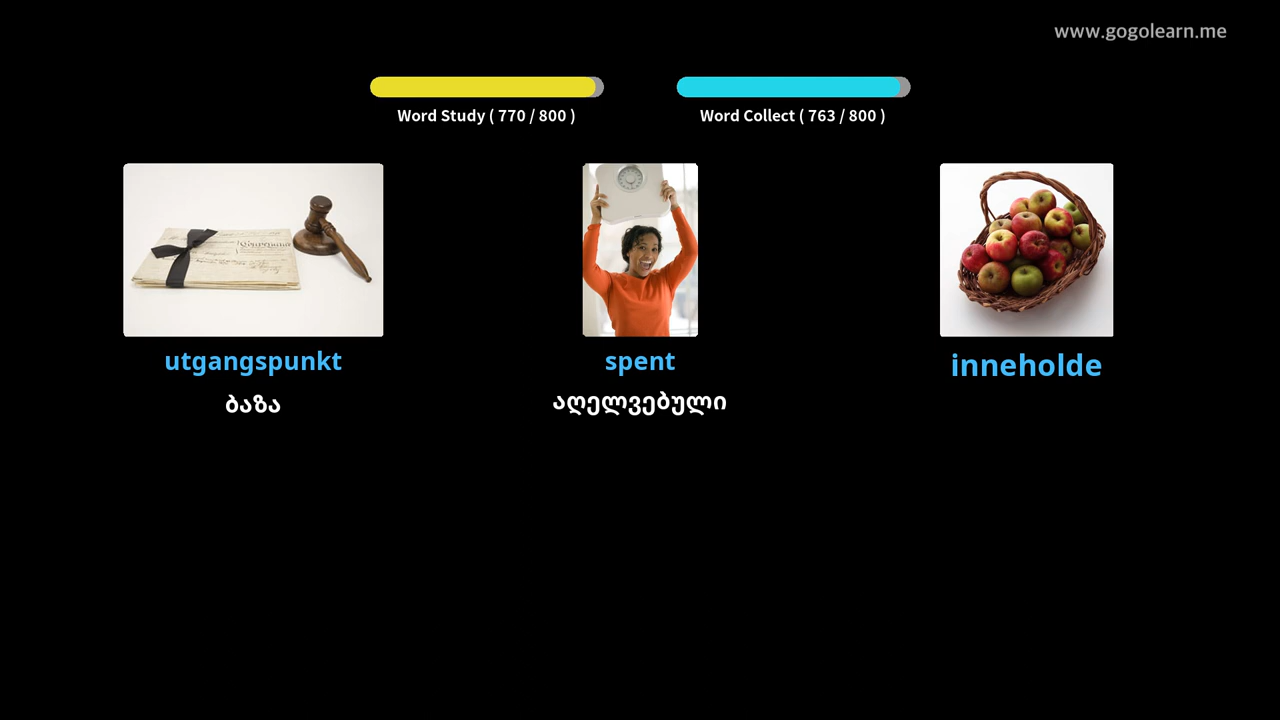 www.gogolearn.me
Word Study ( 770 / 800 )
Word Collect ( 763 / 800 )
utgangspunkt
spent
inneholde
ბაზა
აღელვებული